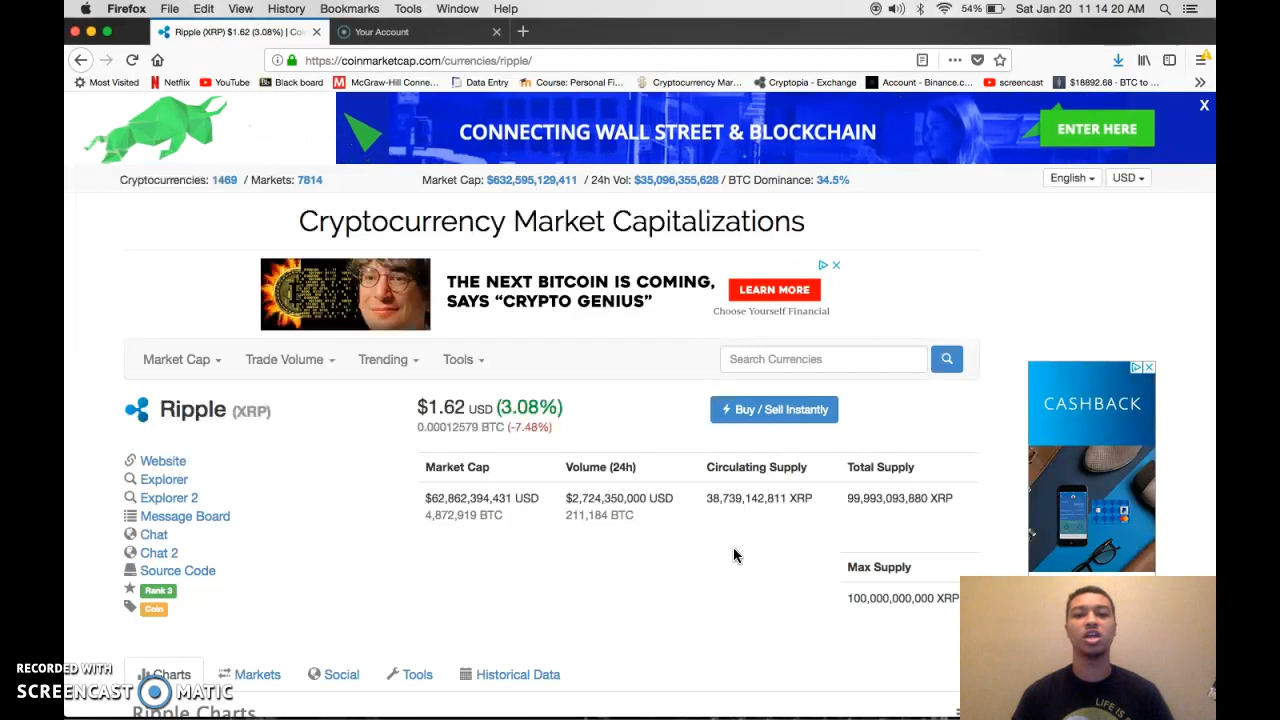 Firefox File Edit View History Bookmarks Tools Window Help 54% Sat Jan 20 11:14:20 AM
Ripple (XRP) $1.62 (3.08%) | Coi Your Account
https://coinmarketcap.com/currencies/ripple/
Most Visited Netflix YouTube Black board McGraw-Hill Conne... Data Entry Course: Personal Fi... Cryptocurrency Mar... Cryptopia - Exchange Account - Binance.c... screencast $18892.68 - BTC to ...
CONNECTING WALL STREET & BLOCKCHAIN ENTER HERE X
Cryptocurrencies: 1469 / Markets: 7814 Market Cap: $632,595,129,411 / 24h Vol: $35,096,355,628 / BTC Dominance: 34.5% English USD
Cryptocurrency Market Capitalizations
THE NEXT BITCOIN IS COMING,
SAYS “CRYPTO GENIUS”
LEARN MORE
Choose Yourself Financial
Market Cap Trade Volume Trending Tools Search Currencies
CASHBACK
Ripple (XRP) $1.62 USD (3.08%) Buy / Sell Instantly
0.00012579 BTC (-7.48%)
Website
Explorer
Explorer 2
Message Board
Chat
Chat 2
Source Code
Rank 3
Coin
Market Cap Volume (24h) Circulating Supply Total Supply
$62,862,394,431 USD $2,724,350,000 USD 38,739,142,811 XRP 99,993,093,880 XRP
4,872,919 BTC 211,184 BTC
Max Supply
100,000,000,000 XRP
Charts Markets Social Tools Historical Data
Ripple Charts
RECORDED WITH
SCREENCAST MATIC
LIFE IS